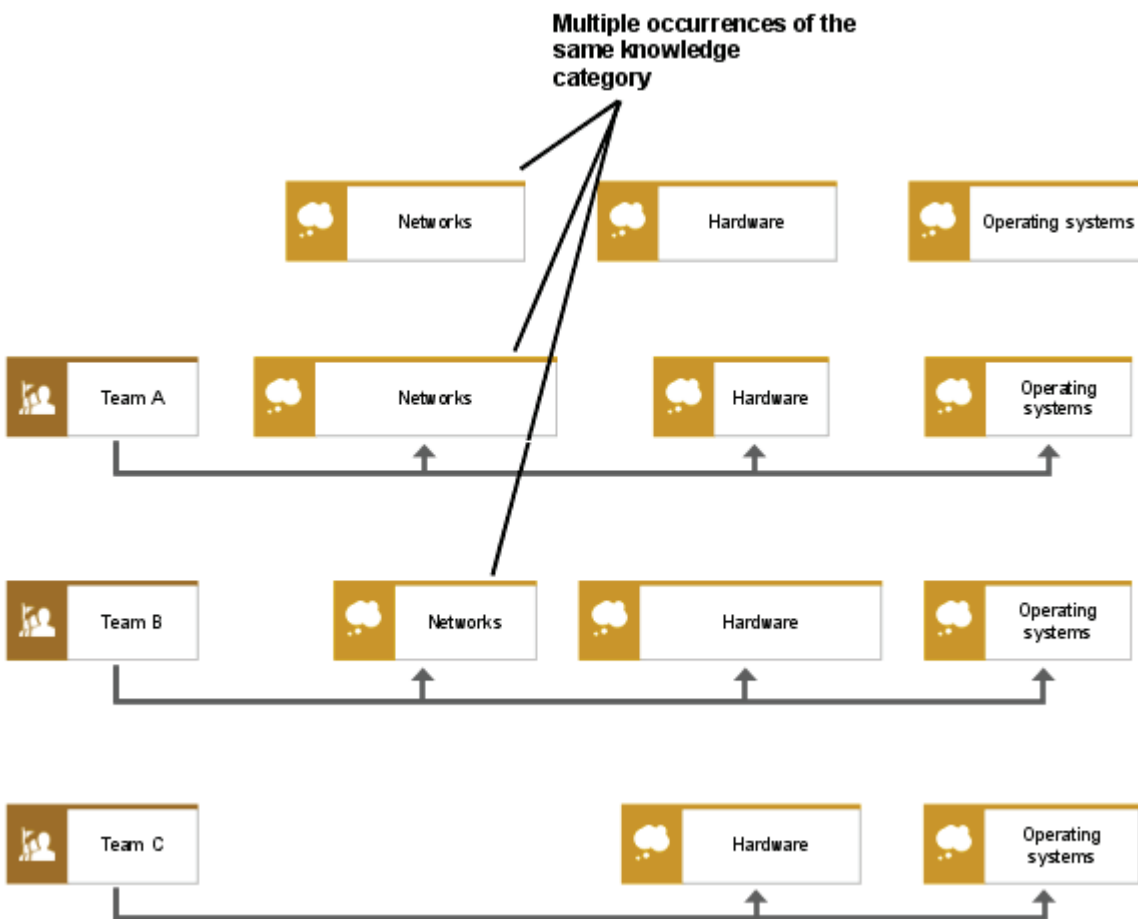 Multiple occurrences of the
same knowledge
category
Networks
Hardware
Operating systems
Team A
Networks
Hardware
Operating
systems
Team B
Networks
Hardware
Operating
systems
Team C
Hardware
Operating
systems